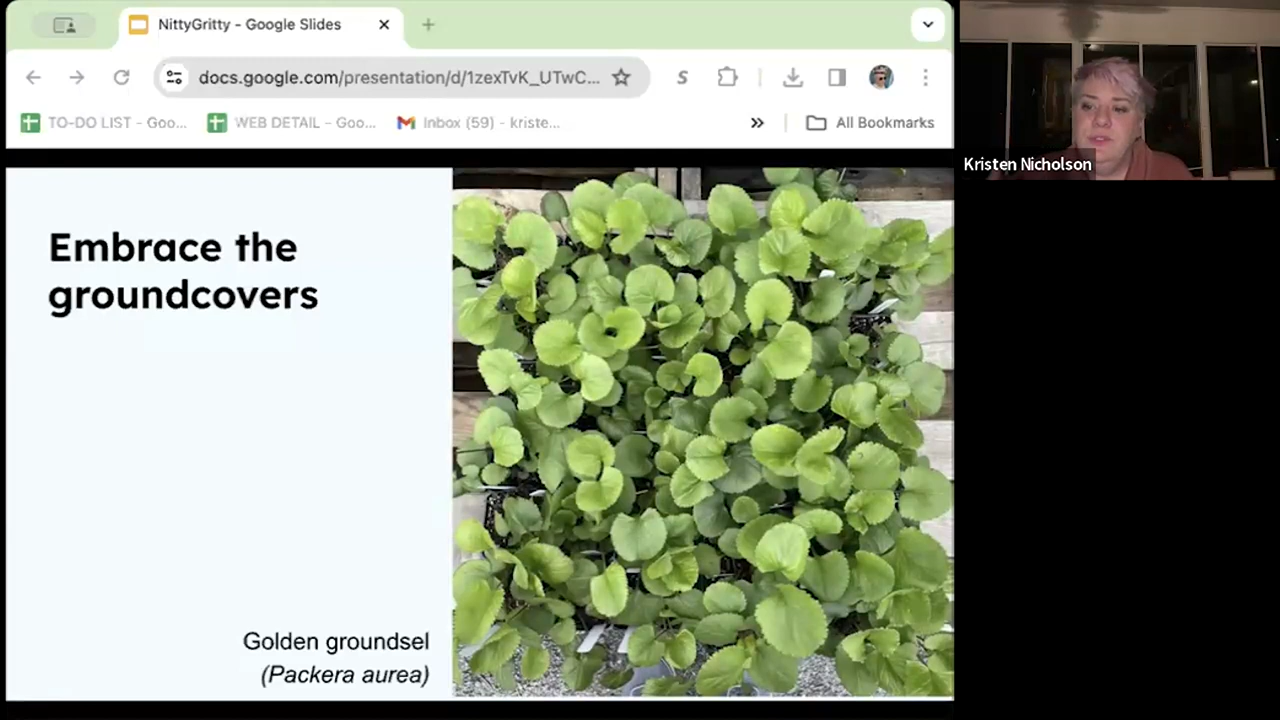 NittyGritty - Google Slides
docs.google.com/presentation/d/1zexTvK_UTwC...
TO-DO LIST - Goo...
WEB DETAIL - Goo...
Inbox (59) - kriste...
All Bookmarks
Kristen Nicholson
Embrace the
groundcovers
Golden groundsel
(Packera aurea)